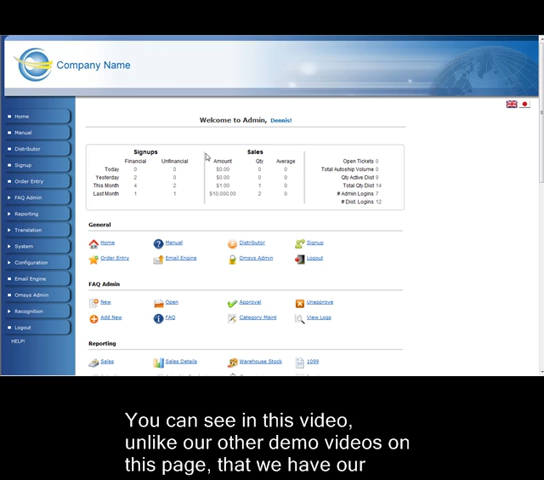 Company Name
Welcome to Admin, Dennis!
Home
Manual
Distributor
Signup
Order Entry
FAQ Admin
Reporting
Translation
System
Configuration
Email Engine
Omsys Admin
Recognition
Logout
HELP!
Signups Sales
Financial Unfinancial Amount Qty Average
Today 0 0 $0.00 0 0
Yesterday 2 0 $0.00 0 0
This Month 4 2 $1.00 1 0
Last Month 1 1 $10,000.00 2 0
Open Tickets 0
Total Autoship Volume 0
Qty Active Dist 0
Total Qty Dist 14
# Admin Logins 7
# Dist. Logins 12
General
Home Manual Distributor Signup
Order Entry Email Engine Omsys Admin Logout
FAQ Admin
New Open Approval Unapprove
Add New FAQ Category Maint View Logs
Reporting
Sales Sales Details Warehouse Stock 1099
You can see in this video,
unlike our other demo videos on
this page, that we have our